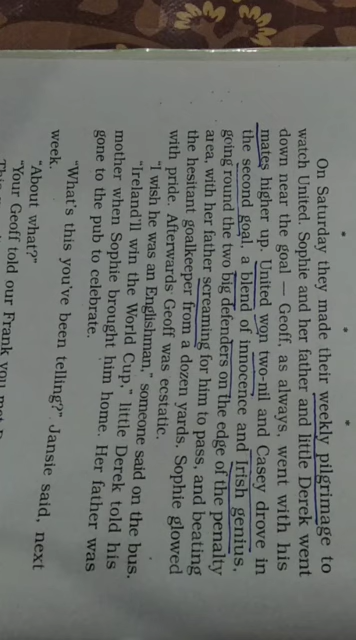 On Saturday they made their weekly pilgrimage to
watch United. Sophie and her father and little Derek went
down near the goal — Geoff, as always, went with his
mates higher up. United won two-nil and Casey drove in
the second goal, a blend of innocence and Irish genius,
going round the two big defenders on the edge of the penalty
area, with her father screaming for him to pass, and beating
the hesitant goalkeeper from a dozen yards. Sophie glowed
with pride. Afterwards Geoff was ecstatic.
"I wish he was an Englishman," someone said on the bus.
"Ireland'll win the World Cup," little Derek told his
mother when Sophie brought him home. Her father was
gone to the pub to celebrate.
"What's this you've been telling?" Jansie said, next
week.
"About what?"
"Your Geoff told our Frank you met